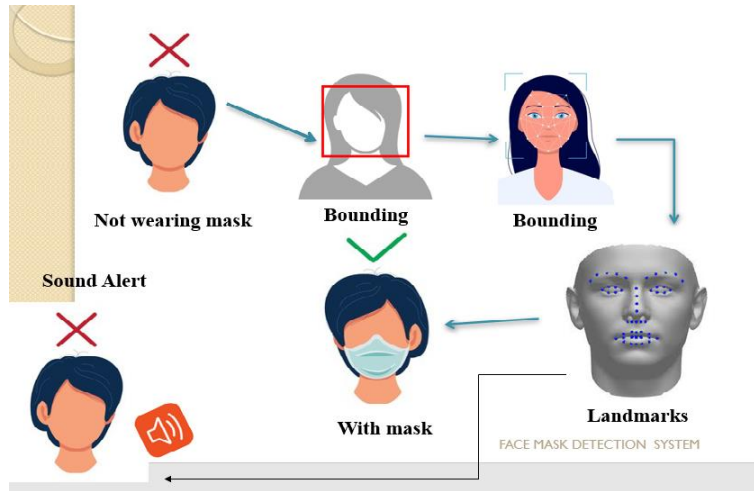 Not wearing mask
Bounding
Bounding
Sound Alert
With mask
Landmarks
FACE MASK DETECTION SYSTEM